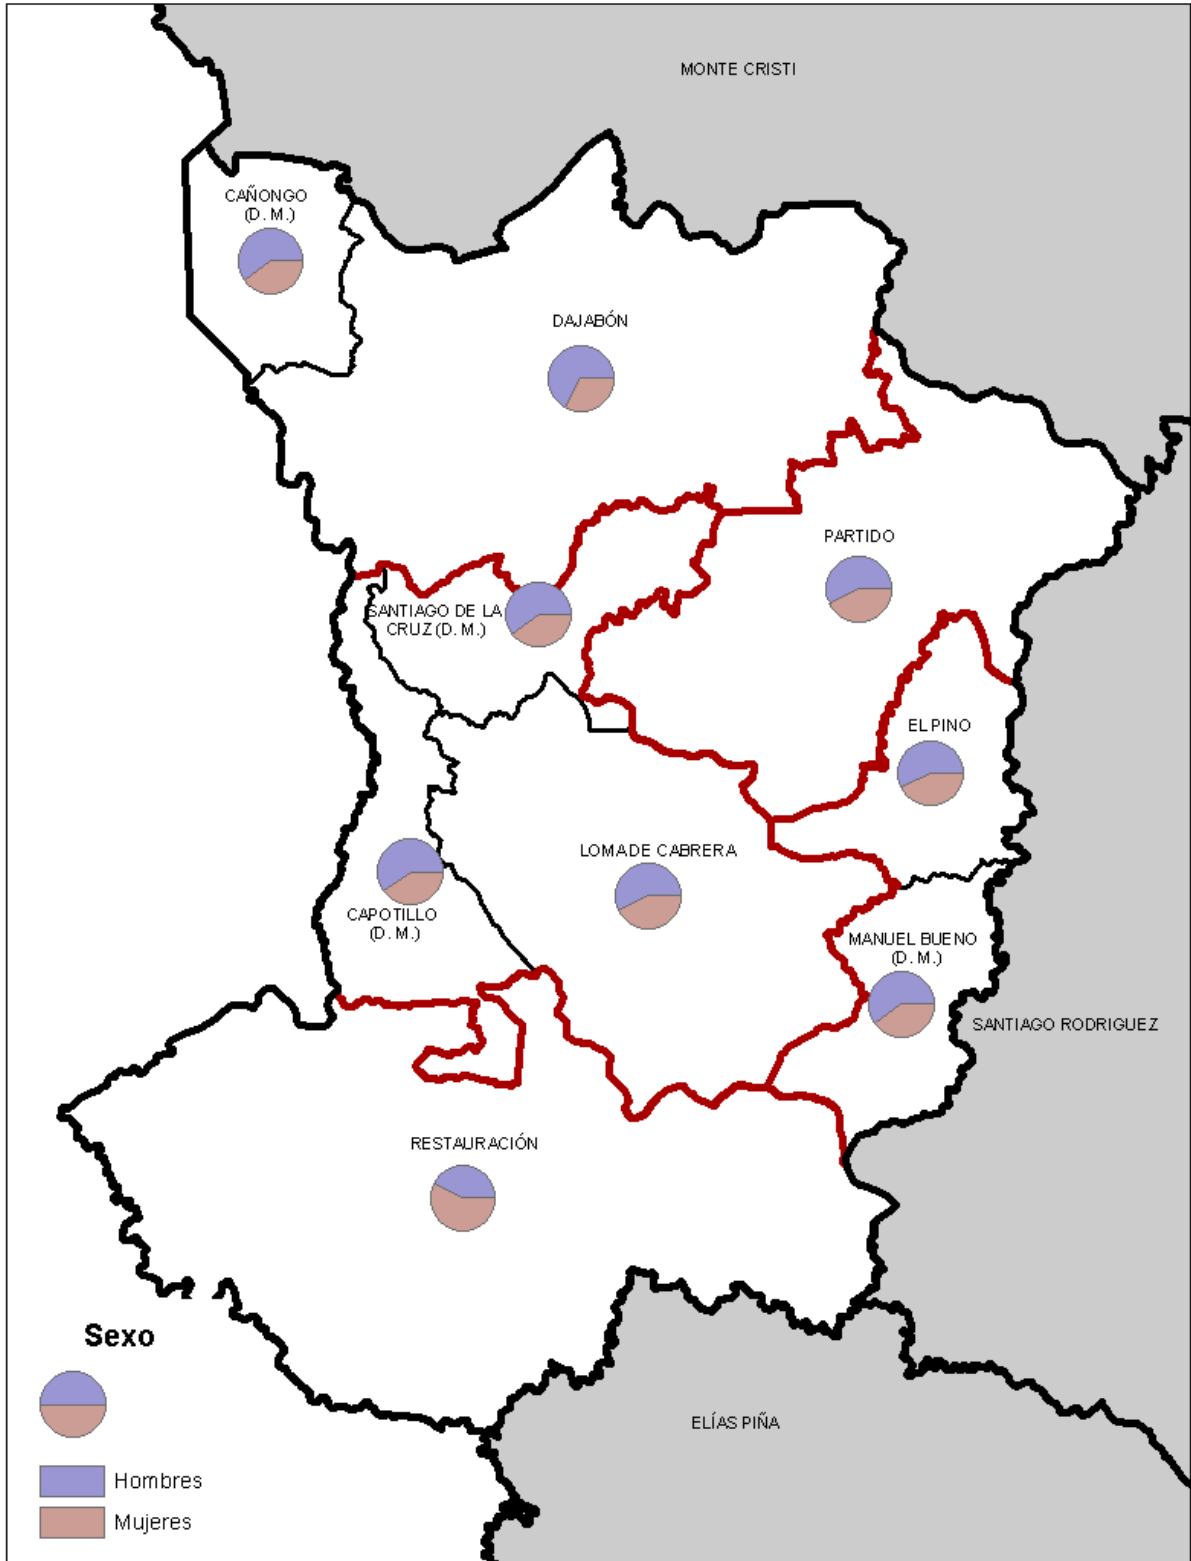 MONTE CRISTI
CAÑONGO
(D. M.)
DAJABÓN
PARTIDO
SANTIAGO DE LA
CRUZ (D. M.)
EL PINO
LOMA DE CABRERA
CAPOTILLO
(D. M.)
MANUEL BUENO
(D. M.)
SANTIAGO RODRIGUEZ
RESTAURACIÓN
Sexo
ELÍAS PIÑA
Hombres
Mujeres